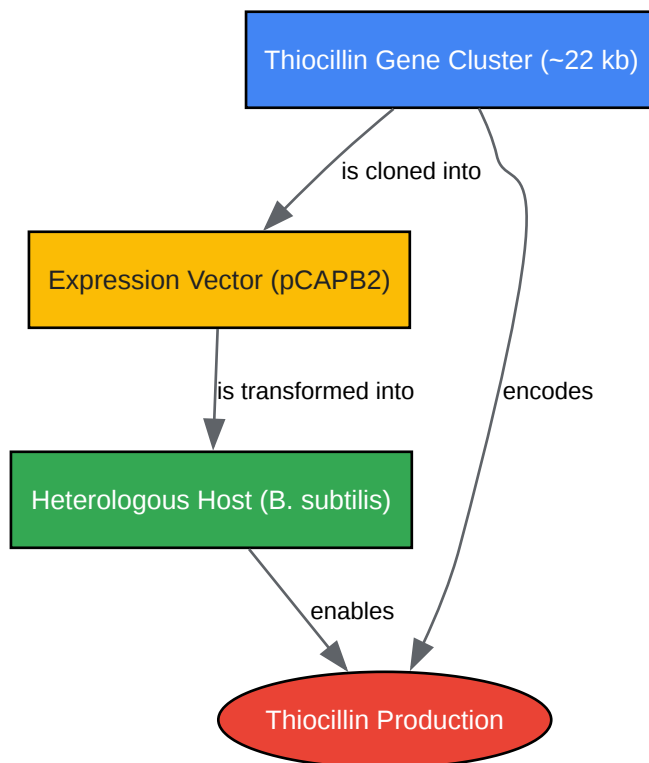 Thiocillin Gene Cluster (~22 kb)
is cloned into
Expression Vector (pCAPB2)
is transformed into
encodes
Heterologous Host (B. subtilis)
enables
Thiocillin Production